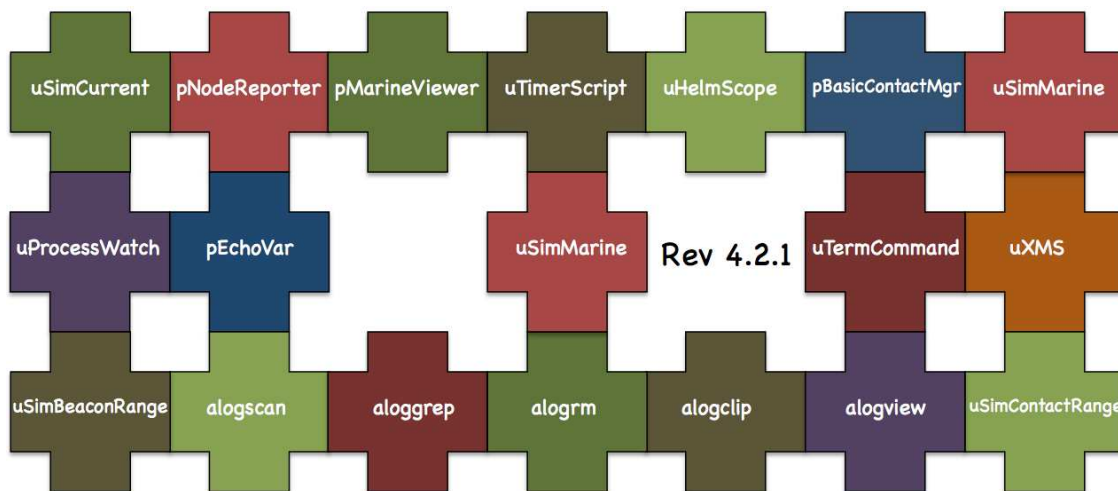 uSimCurrent
pNodeReporter
pMarineViewer
uTimerScript
uHelmScope
pBasicContactMgr
uSimMarine
uProcessWatch
pEchoVar
uSimMarine
Rev 4.2.1
uTermCommand
uXMS
uSimBeaconRange
alogscan
aloggrep
alogrm
alogclip
alogview
uSimContactRange